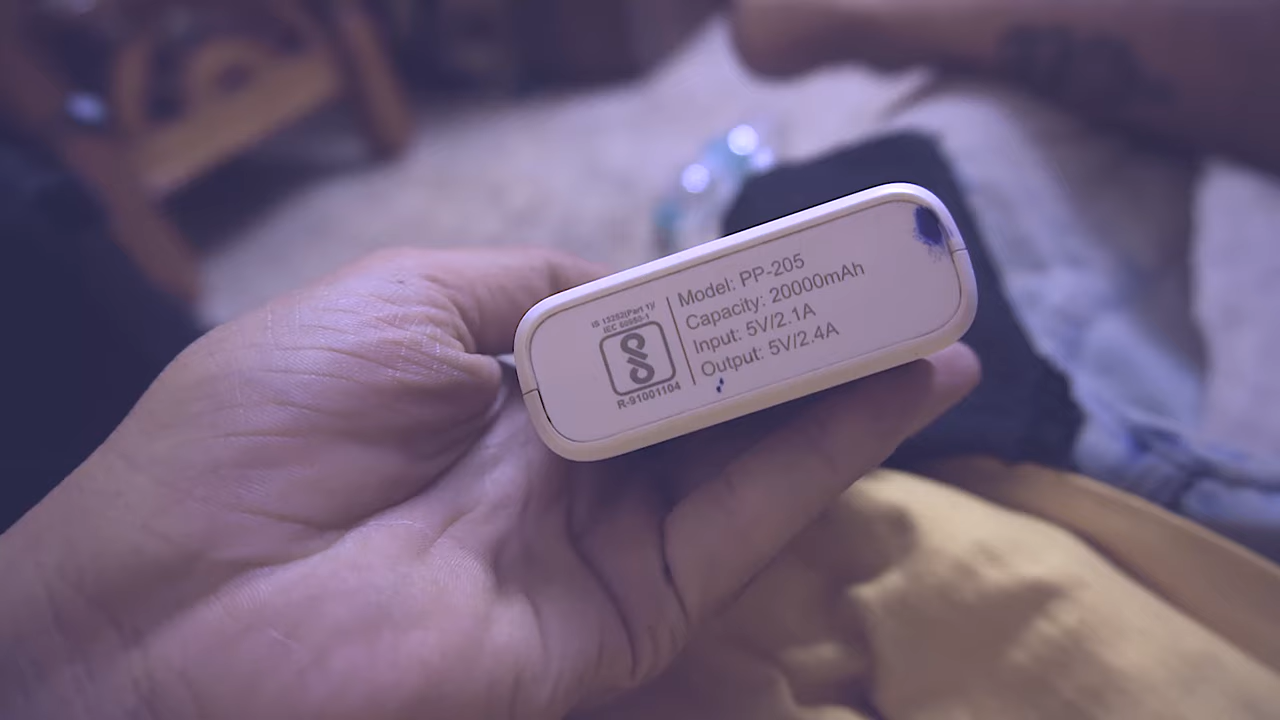 IS 13252(Part 1)/
IEC 60950-1
R-91001104
Model: PP-205
Capacity: 20000mAh
Input: 5V/2.1A
Output: 5V/2.4A